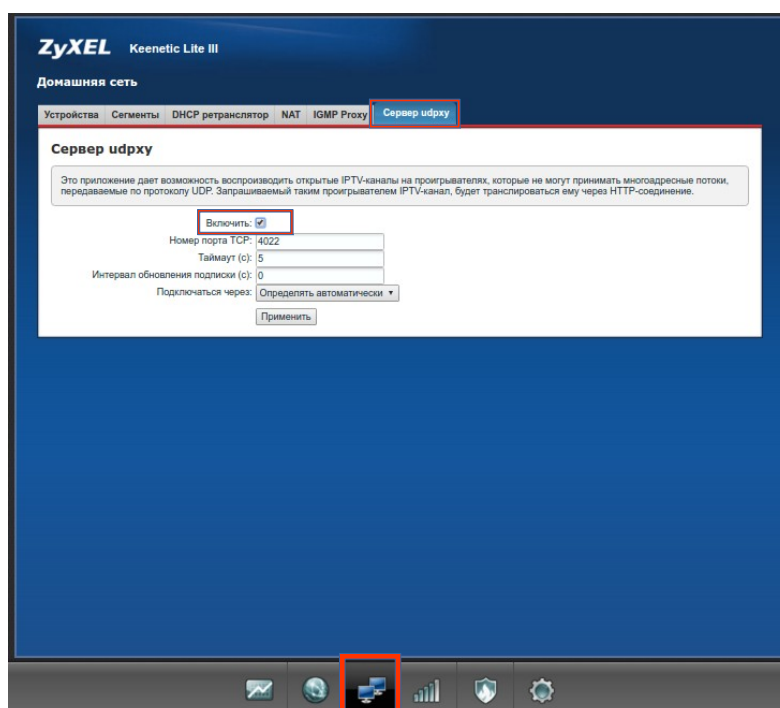 ZyXEL Keenetic Lite III
Домашняя сеть
Устройства Сегменты DHCP ретранслятор NAT IGMP Proxy Сервер udpxy
Сервер udpxy
Это приложение дает возможность воспроизводить открытые IPTV-каналы на проигрывателях, которые не могут принимать многоадресные потоки,
передаваемые по протоколу UDP. Запрашиваемый таким проигрывателем IPTV-канал, будет транслироваться ему через HTTP-соединение.
Включить:
Номер порта TCP: 4022
Таймаут (с): 5
Интервал обновления подписки (с): 0
Подключаться через: Определять автоматически
Применить